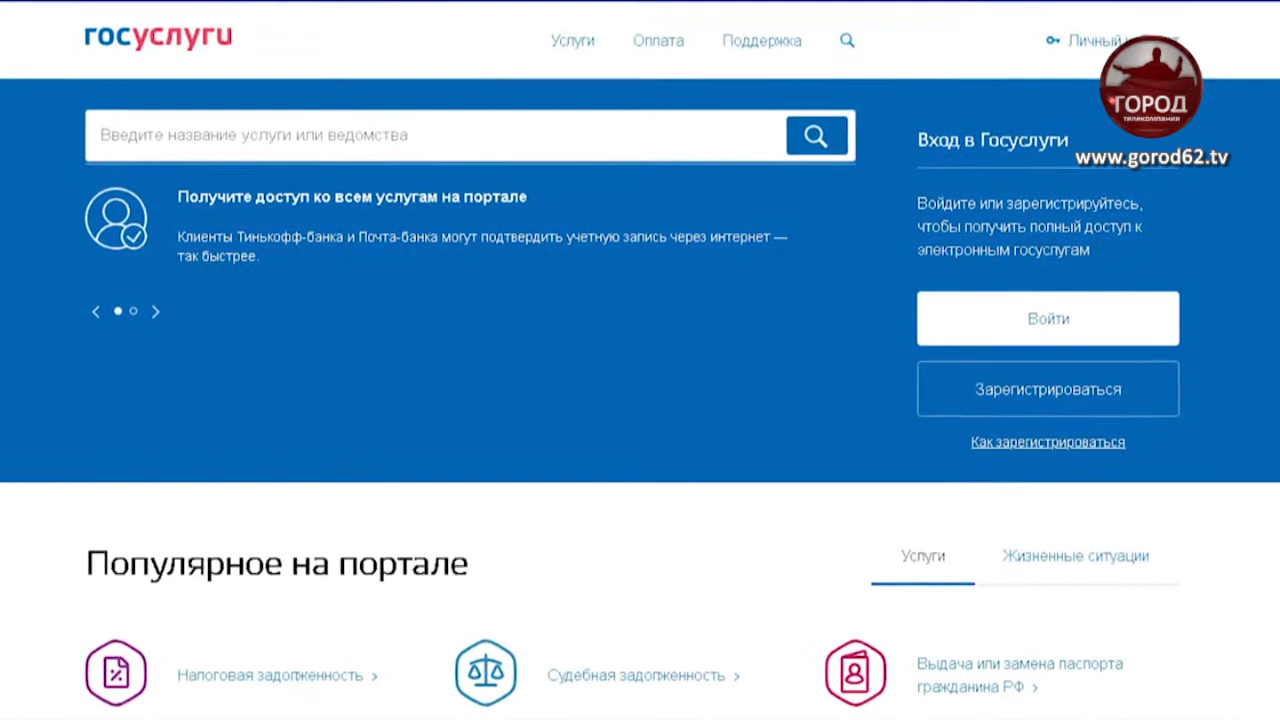 госуслуги
Услуги
Оплата
Поддержка
Личный
ГОРОД
ТЕЛЕКОМПАНИЯ
www.gorod62.tv
Введите название услуги или ведомства
Получите доступ ко всем услугам на портале
Клиенты Тинькофф-банка и Почта-банка могут подтвердить учетную запись через интернет —
так быстрее.
Вход в Госуслуги
Войдите или зарегистрируйтесь,
чтобы получить полный доступ к
электронным госуслугам
Войти
Зарегистрироваться
Как зарегистрироваться
Популярное на портале
Услуги
Жизненные ситуации
Налоговая задолженность
Судебная задолженность
Выдача или замена паспорта
гражданина РФ